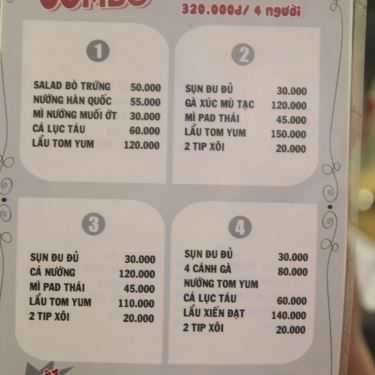 COMBO
320.000đ/ 4 người
1
SALAD BÒ TRỨNG 50.000
NƯỚNG HÀN QUỐC 55.000
MÌ NƯỚNG MUỐI ỚT 30.000
CÁ LỤC TÁU 60.000
LẨU TOM YUM 120.000
2
SỤN ĐU ĐỦ 30.000
GÀ XÚC MÙ TẠC 120.000
MÌ PAD THÁI 45.000
LẨU TOM YUM 150.000
2 TIP XÔI 20.000
3
SỤN ĐU ĐỦ 30.000
CÁ NƯỚNG 120.000
MÌ PAD THÁI 45.000
LẨU TOM YUM 110.000
2 TIP XÔI 20.000
4
SỤN ĐU ĐỦ 30.000
4 CÁNH GÀ 80.000
NƯỚNG TOM YUM
CÁ LỤC TÁU 60.000
LẨU XIẾN ĐẠT 140.000
2 TIP XÔI 20.000